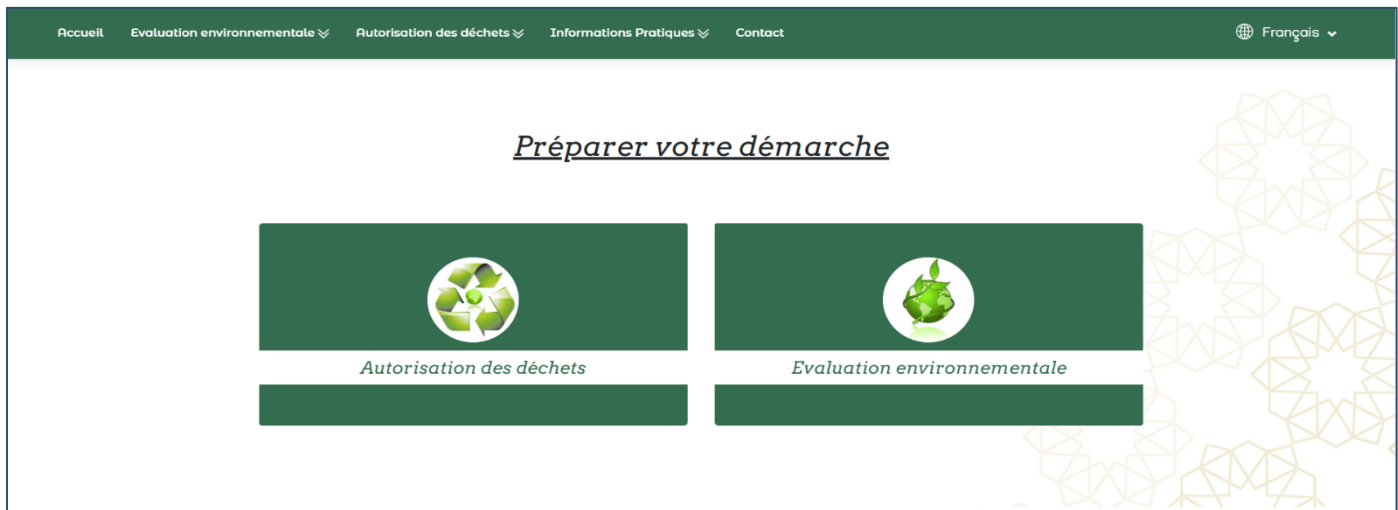 Accueil Evaluation environnementale Autorisation des déchets Informations Pratiques Contact Français
Préparer votre démarche
Autorisation des déchets Evaluation environnementale